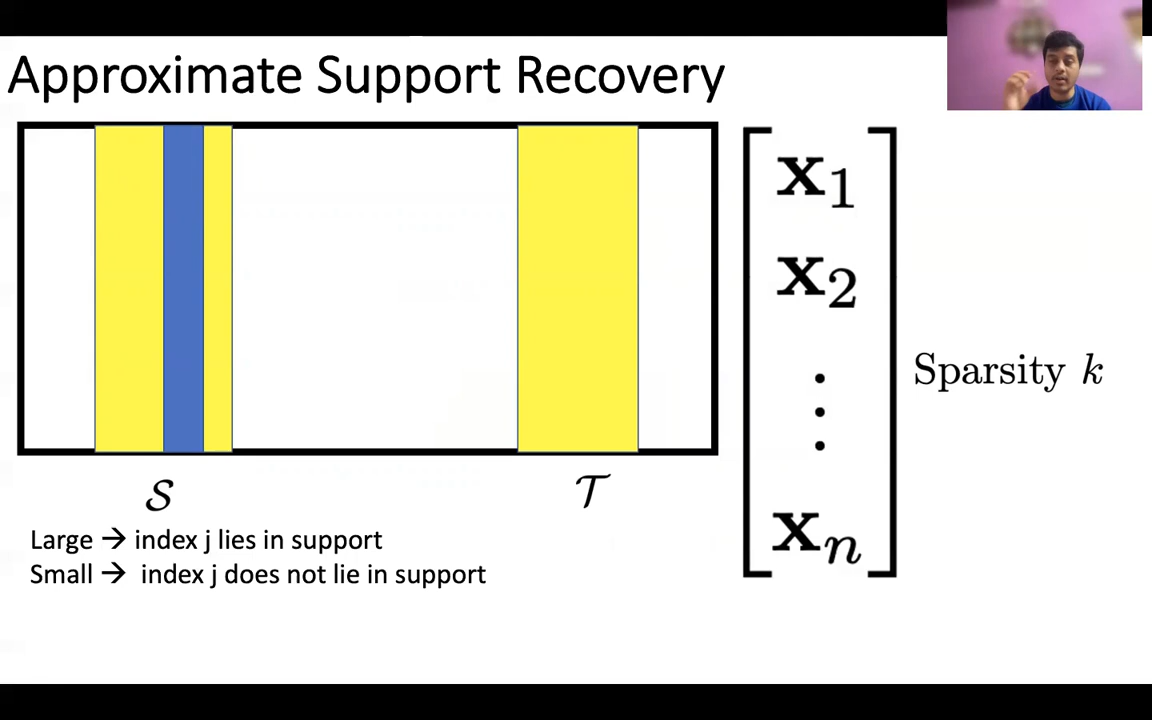 Approximate Support Recovery
𝒮
𝒯
Large → index j lies in support
Small → index j does not lie in support
x₁
x₂
⋮
xₙ
Sparsity k